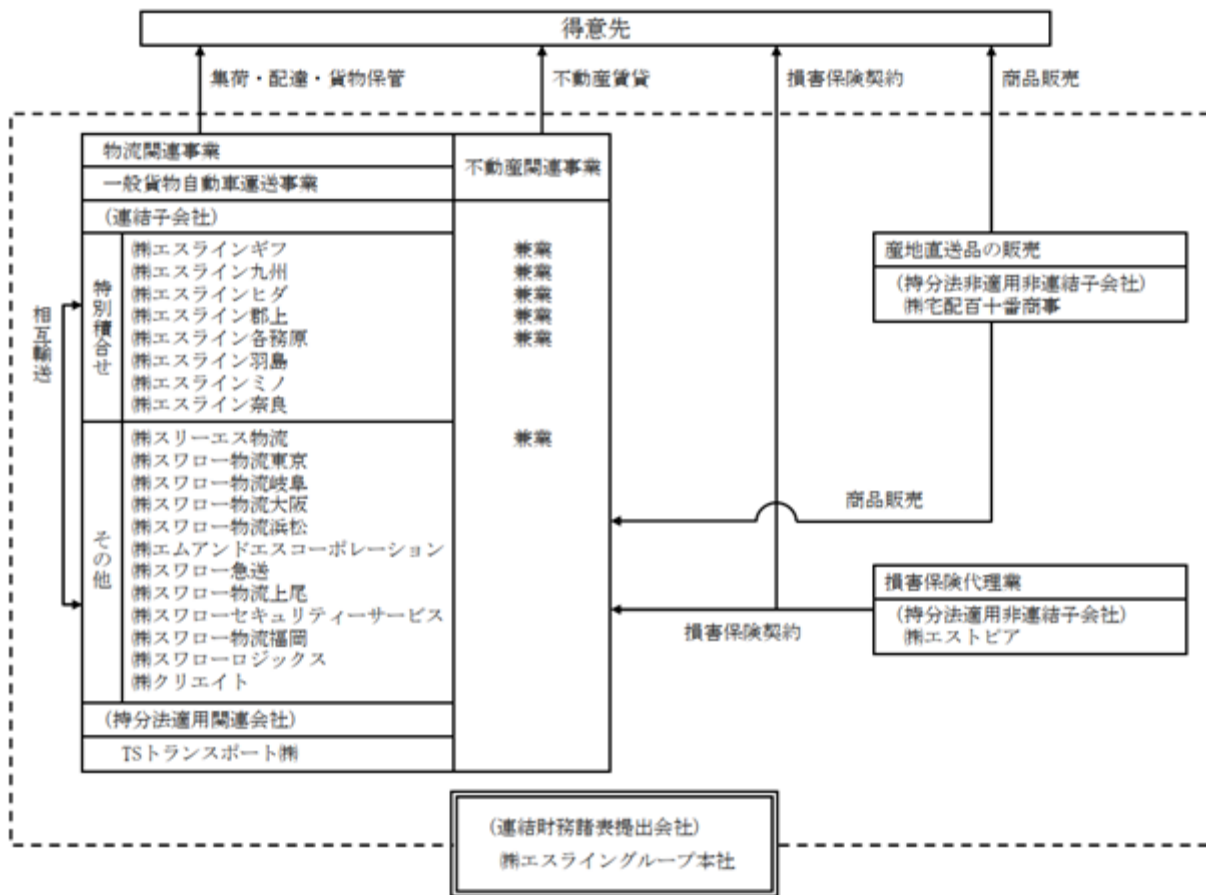 得意先
集荷・配達・貨物保管
不動産賃貸
損害保険契約
商品販売
物流関連事業
不動産関連事業
一般貨物自動車運送事業
(連結子会社)
相互輸送
特別積合せ
㈱エスラインギフ 兼業
㈱エスライン九州 兼業
㈱エスラインヒダ 兼業
㈱エスライン郡上 兼業
㈱エスライン各務原 兼業
㈱エスライン羽島
㈱エスラインミノ
㈱エスライン奈良
その他
㈱スリーエス物流 兼業
㈱スワロー物流東京
㈱スワロー物流岐阜
㈱スワロー物流大阪
㈱スワロー物流浜松
㈱エムアンドエスコーポレーション
㈱スワロー急送
㈱スワロー物流上尾
㈱スワローセキュリティーサービス
㈱スワロー物流福岡
㈱スワローロジックス
㈱クリエイト
(持分法適用関連会社)
TSトランスポート㈱
産地直送品の販売
(持分法非適用非連結子会社)
㈱宅配百十番商事
商品販売
損害保険代理業
(持分法適用非連結子会社)
㈱エストピア
損害保険契約
(連結財務諸表提出会社)
㈱エスライングループ本社